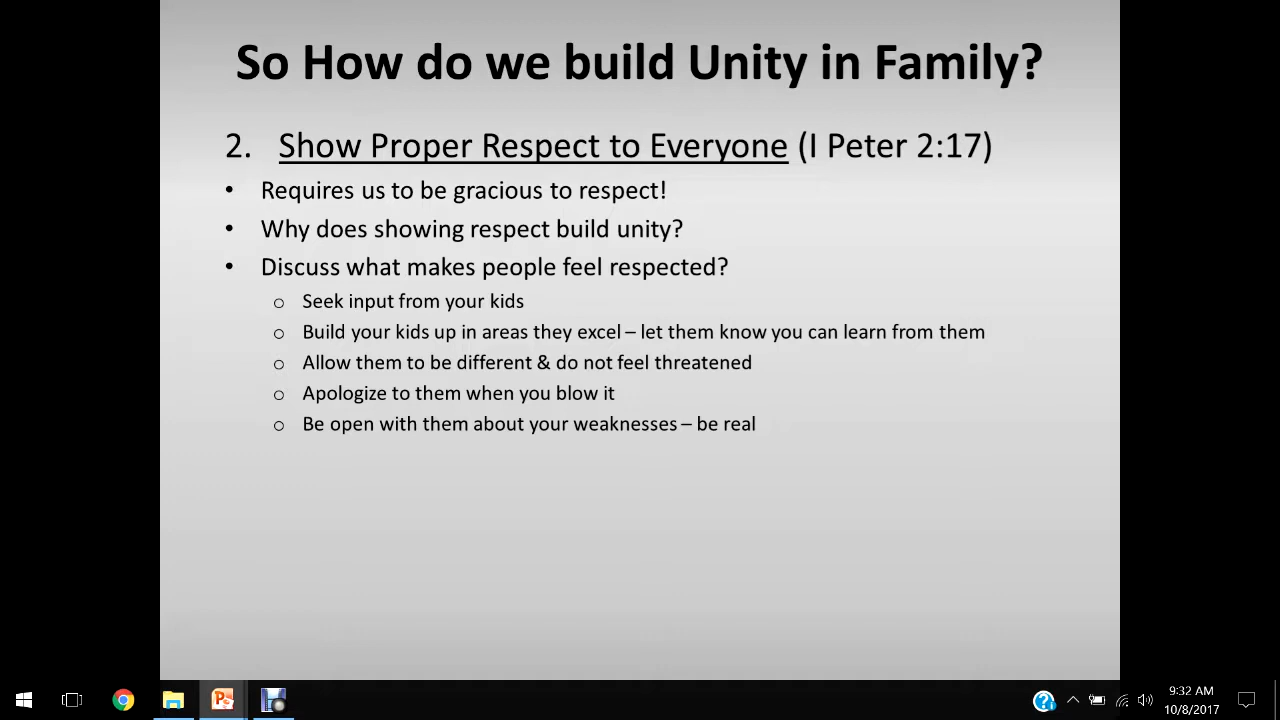 So How do we build Unity in Family?
2. Show Proper Respect to Everyone (I Peter 2:17)
• Requires us to be gracious to respect!
• Why does showing respect build unity?
• Discuss what makes people feel respected?
o Seek input from your kids
o Build your kids up in areas they excel – let them know you can learn from them
o Allow them to be different & do not feel threatened
o Apologize to them when you blow it
o Be open with them about your weaknesses – be real
9:32 AM
10/8/2017